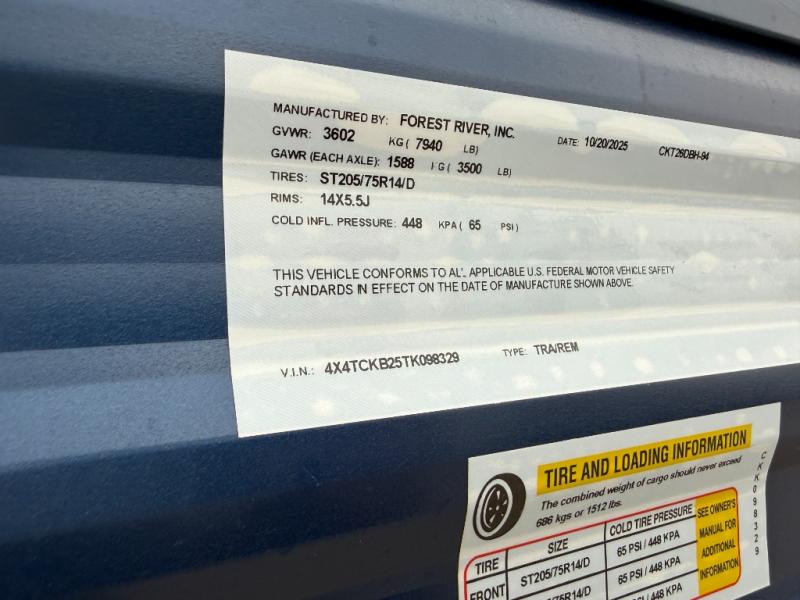 MANUFACTURED BY: FOREST RIVER, INC. DATE: 10/20/2025 CKT26DBH-94
GVWR: 3602 KG ( 7940 LB)
GAWR (EACH AXLE): 1588 KG ( 3500 LB)
TIRES: ST205/75R14/D
RIMS: 14X5.5J
COLD INFL. PRESSURE: 448 KPA ( 65 PSI )
THIS VEHICLE CONFORMS TO ALL APPLICABLE U.S. FEDERAL MOTOR VEHICLE SAFETY
STANDARDS IN EFFECT ON THE DATE OF MANUFACTURE SHOWN ABOVE.
V.I.N.: 4X4TCKB25TK098329 TYPE: TRA/REM
TIRE AND LOADING INFORMATION
The combined weight of cargo should never exceed
686 kgs or 1512 lbs.
TIRE SIZE COLD TIRE PRESSURE SEE OWNER'S
MANUAL FOR
ADDITIONAL
INFORMATION
FRONT ST205/75R14/D 65 PSI / 448 KPA
65 PSI / 448 KPA
/ 448 KPA
CKK098329